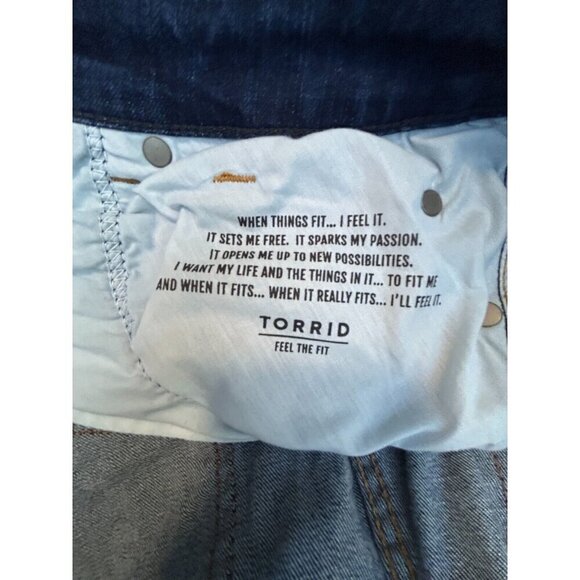 WHEN THINGS FIT... I FEEL IT.
IT SETS ME FREE. IT SPARKS MY PASSION.
IT OPENS ME UP TO NEW POSSIBILITIES.
I WANT MY LIFE AND THE THINGS IN IT... TO FIT ME
AND WHEN IT FITS... WHEN IT REALLY FITS... I'LL FEEL IT.
TORRID
FEEL THE FIT